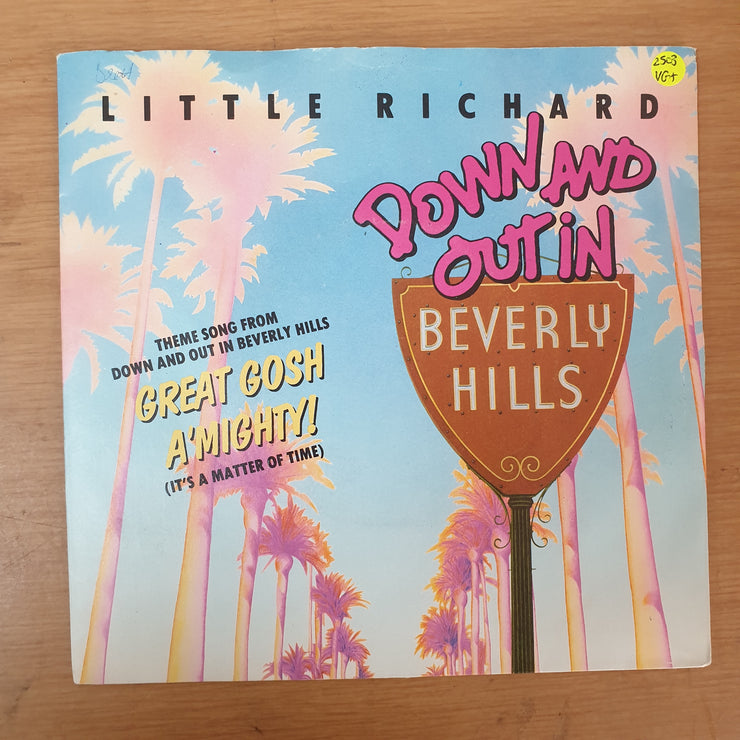 2503
VG+
LITTLE RICHARD
DOWN AND
OUT IN
BEVERLY
HILLS
THEME SONG FROM
DOWN AND OUT IN BEVERLY HILLS
GREAT GOSH
A'MIGHTY!
(IT'S A MATTER OF TIME)